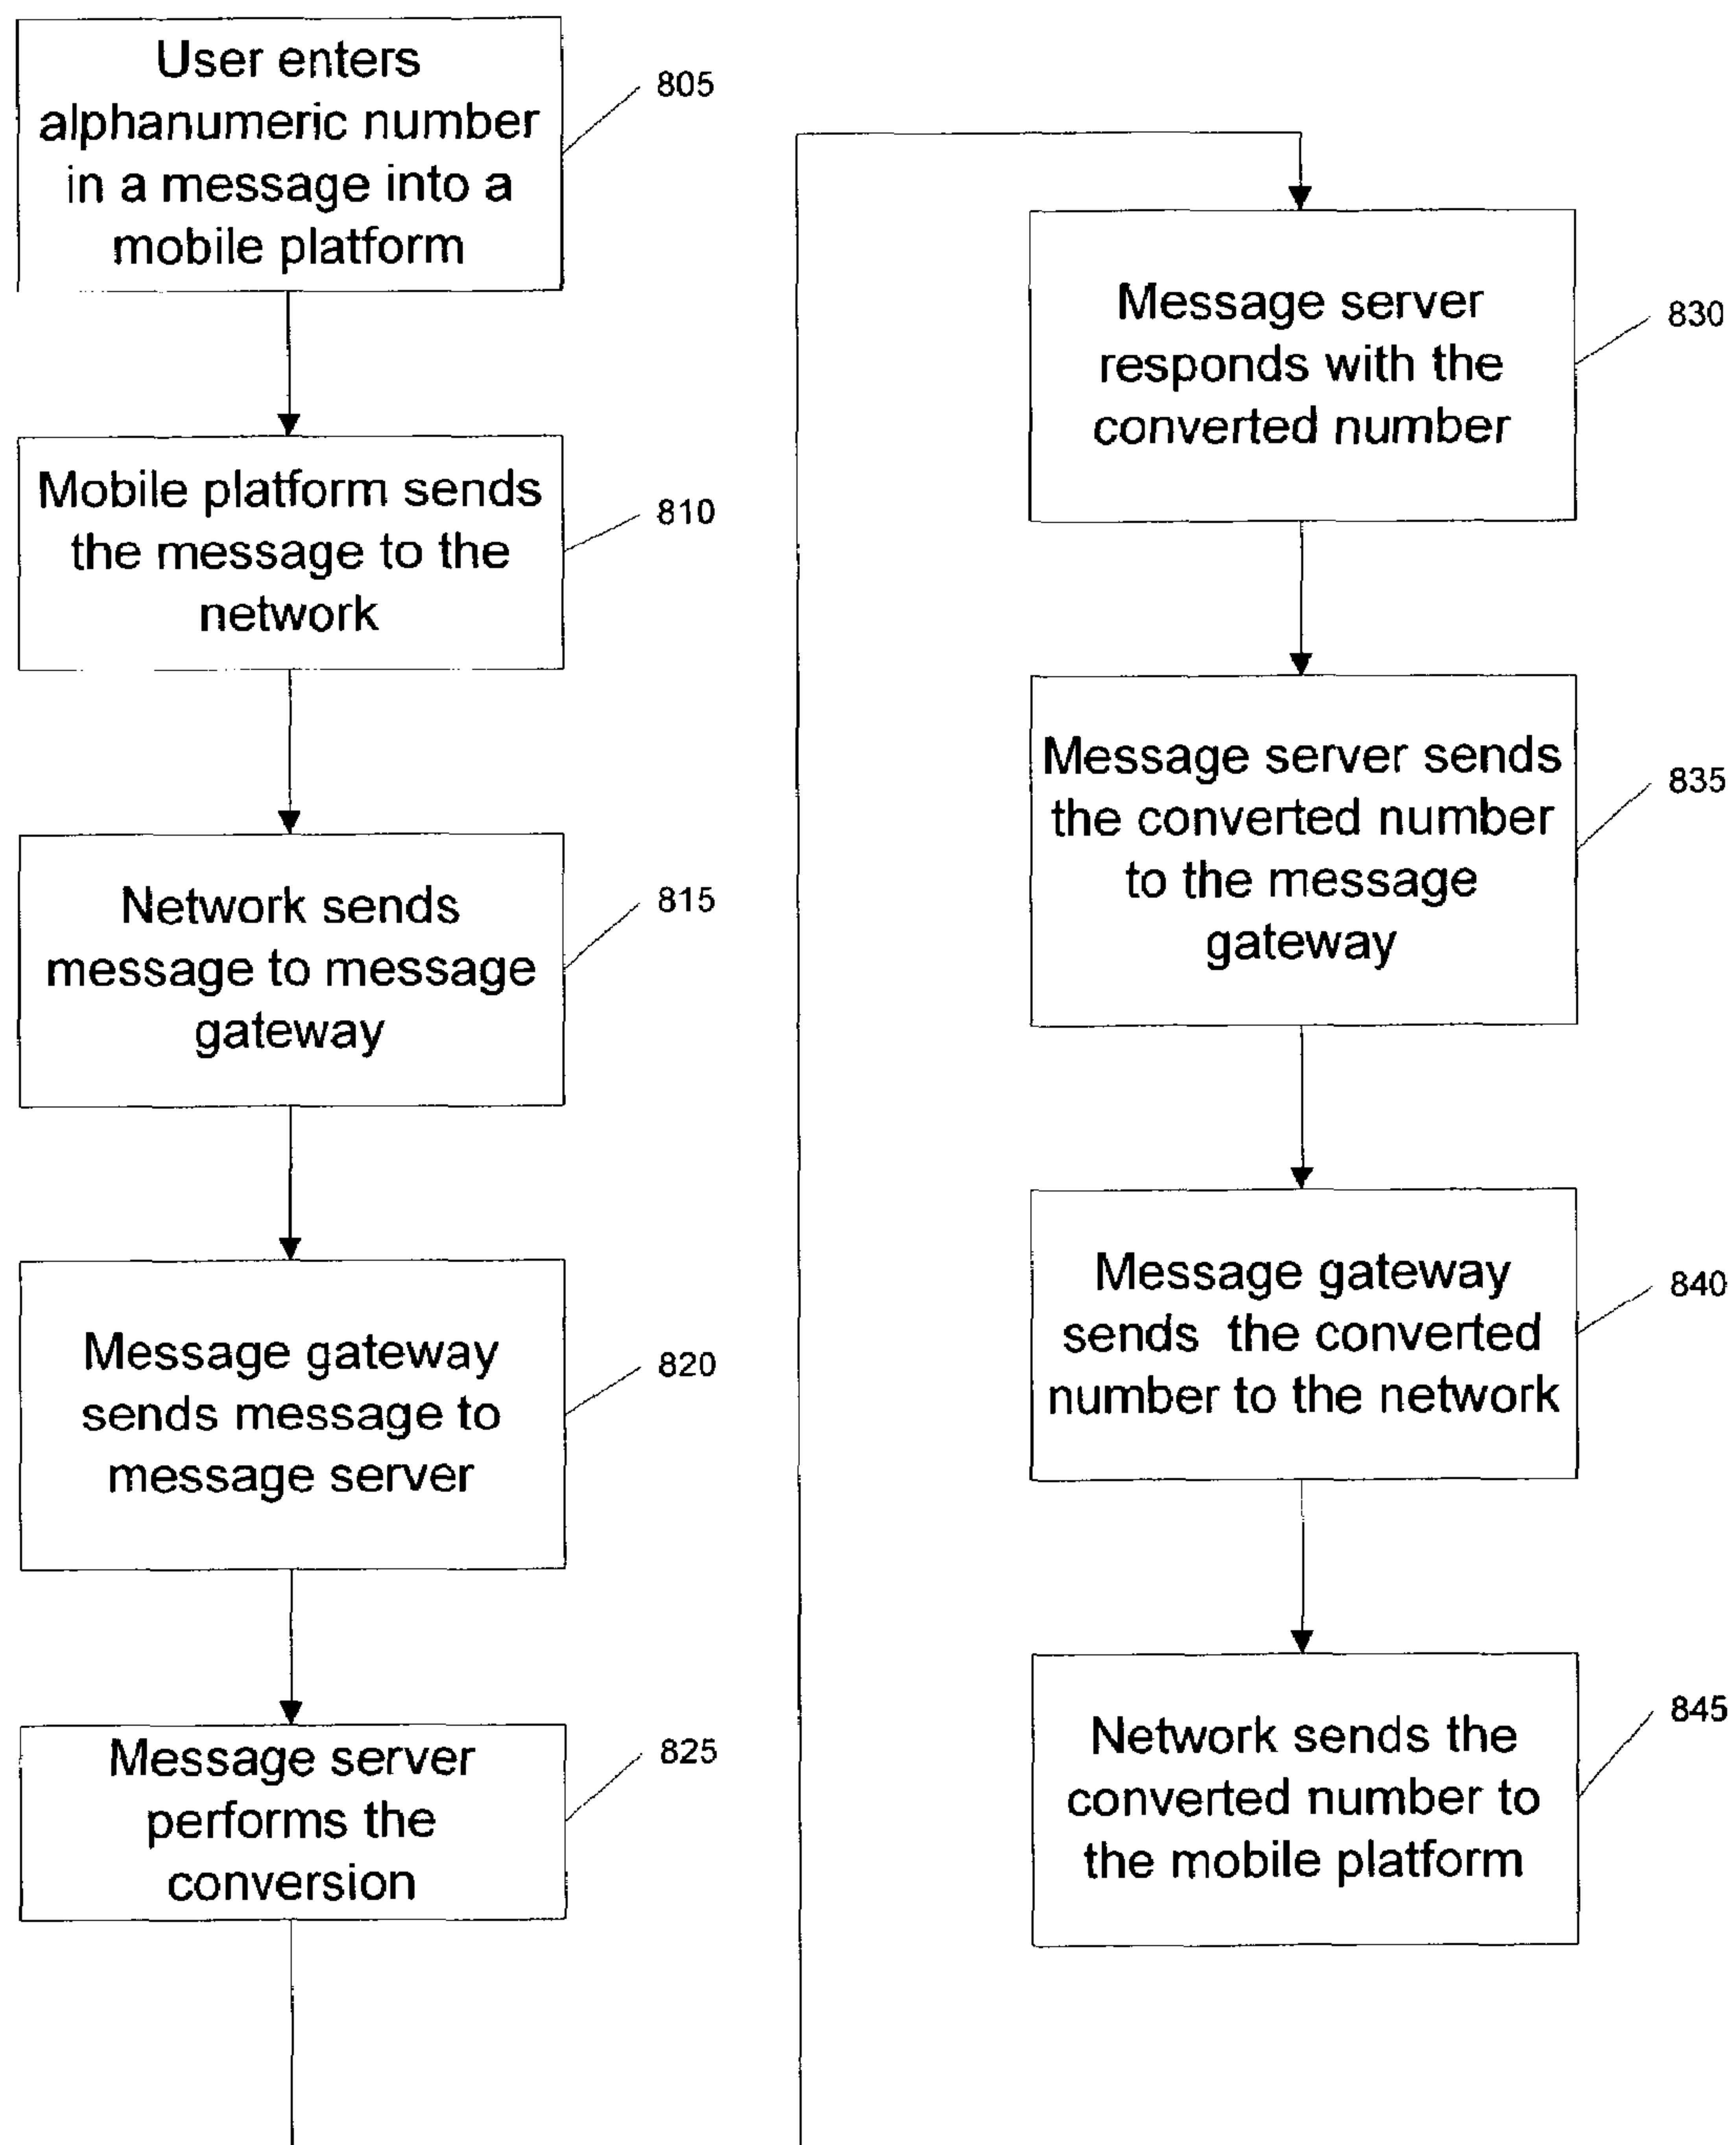 User enters
alphanumeric number
in a message into a
mobile platform
805
Mobile platform sends
the message to the
network
810
Network sends
message to message
gateway
815
Message gateway
sends message to
message server
820
Message server
performs the
conversion
825
Message server
responds with the
converted number
830
Message server sends
the converted number
to the message
gateway
835
Message gateway
sends the converted
number to the network
840
Network sends the
converted number to
the mobile platform
845